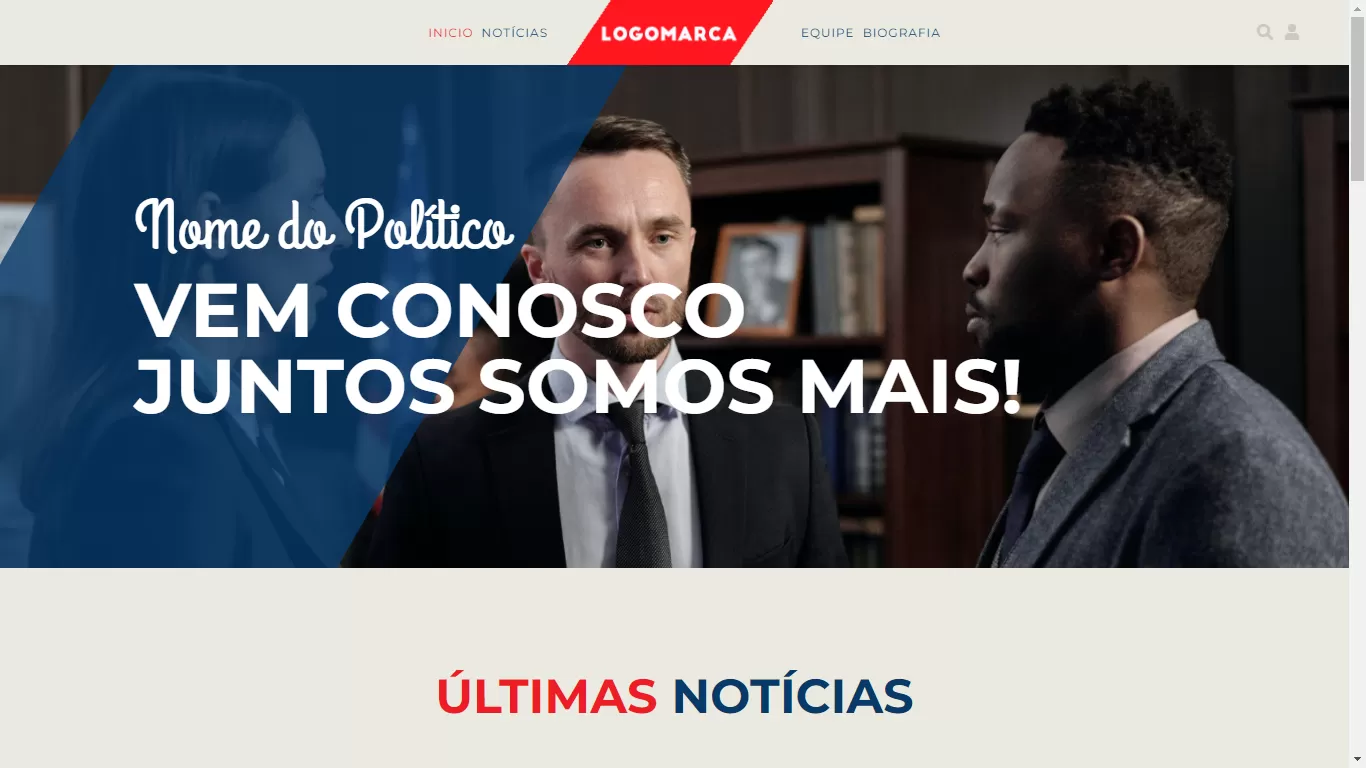 INICIO NOTÍCIAS LOGOMARCA EQUIPE BIOGRAFIA
Nome do Político
VEM CONOSCO
JUNTOS SOMOS MAIS!
ÚLTIMAS NOTÍCIAS